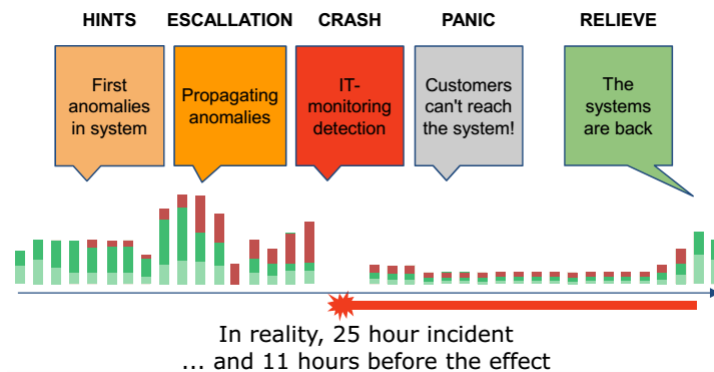 HINTS
ESCALLATION
CRASH
PANIC
RELIEVE
First
anomalies
in system
Propagating
anomalies
IT-
monitoring
detection
Customers
can't reach
the system!
The
systems
are back
In reality, 25 hour incident
... and 11 hours before the effect